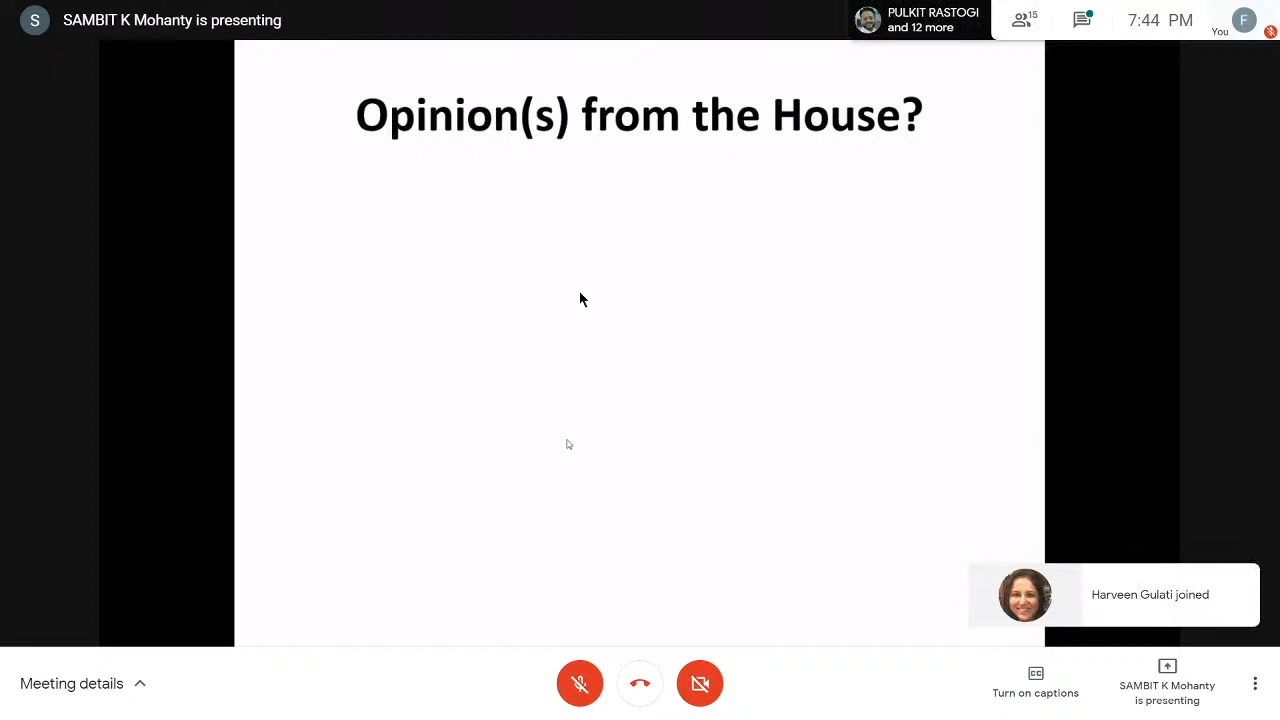 S SAMBIT K Mohanty is presenting
PULKIT RASTOGI
and 12 more
15
7:44 PM
You
F
Opinion(s) from the House?
Harveen Gulati joined
Meeting details
CC
Turn on captions
SAMBIT K Mohanty
is presenting